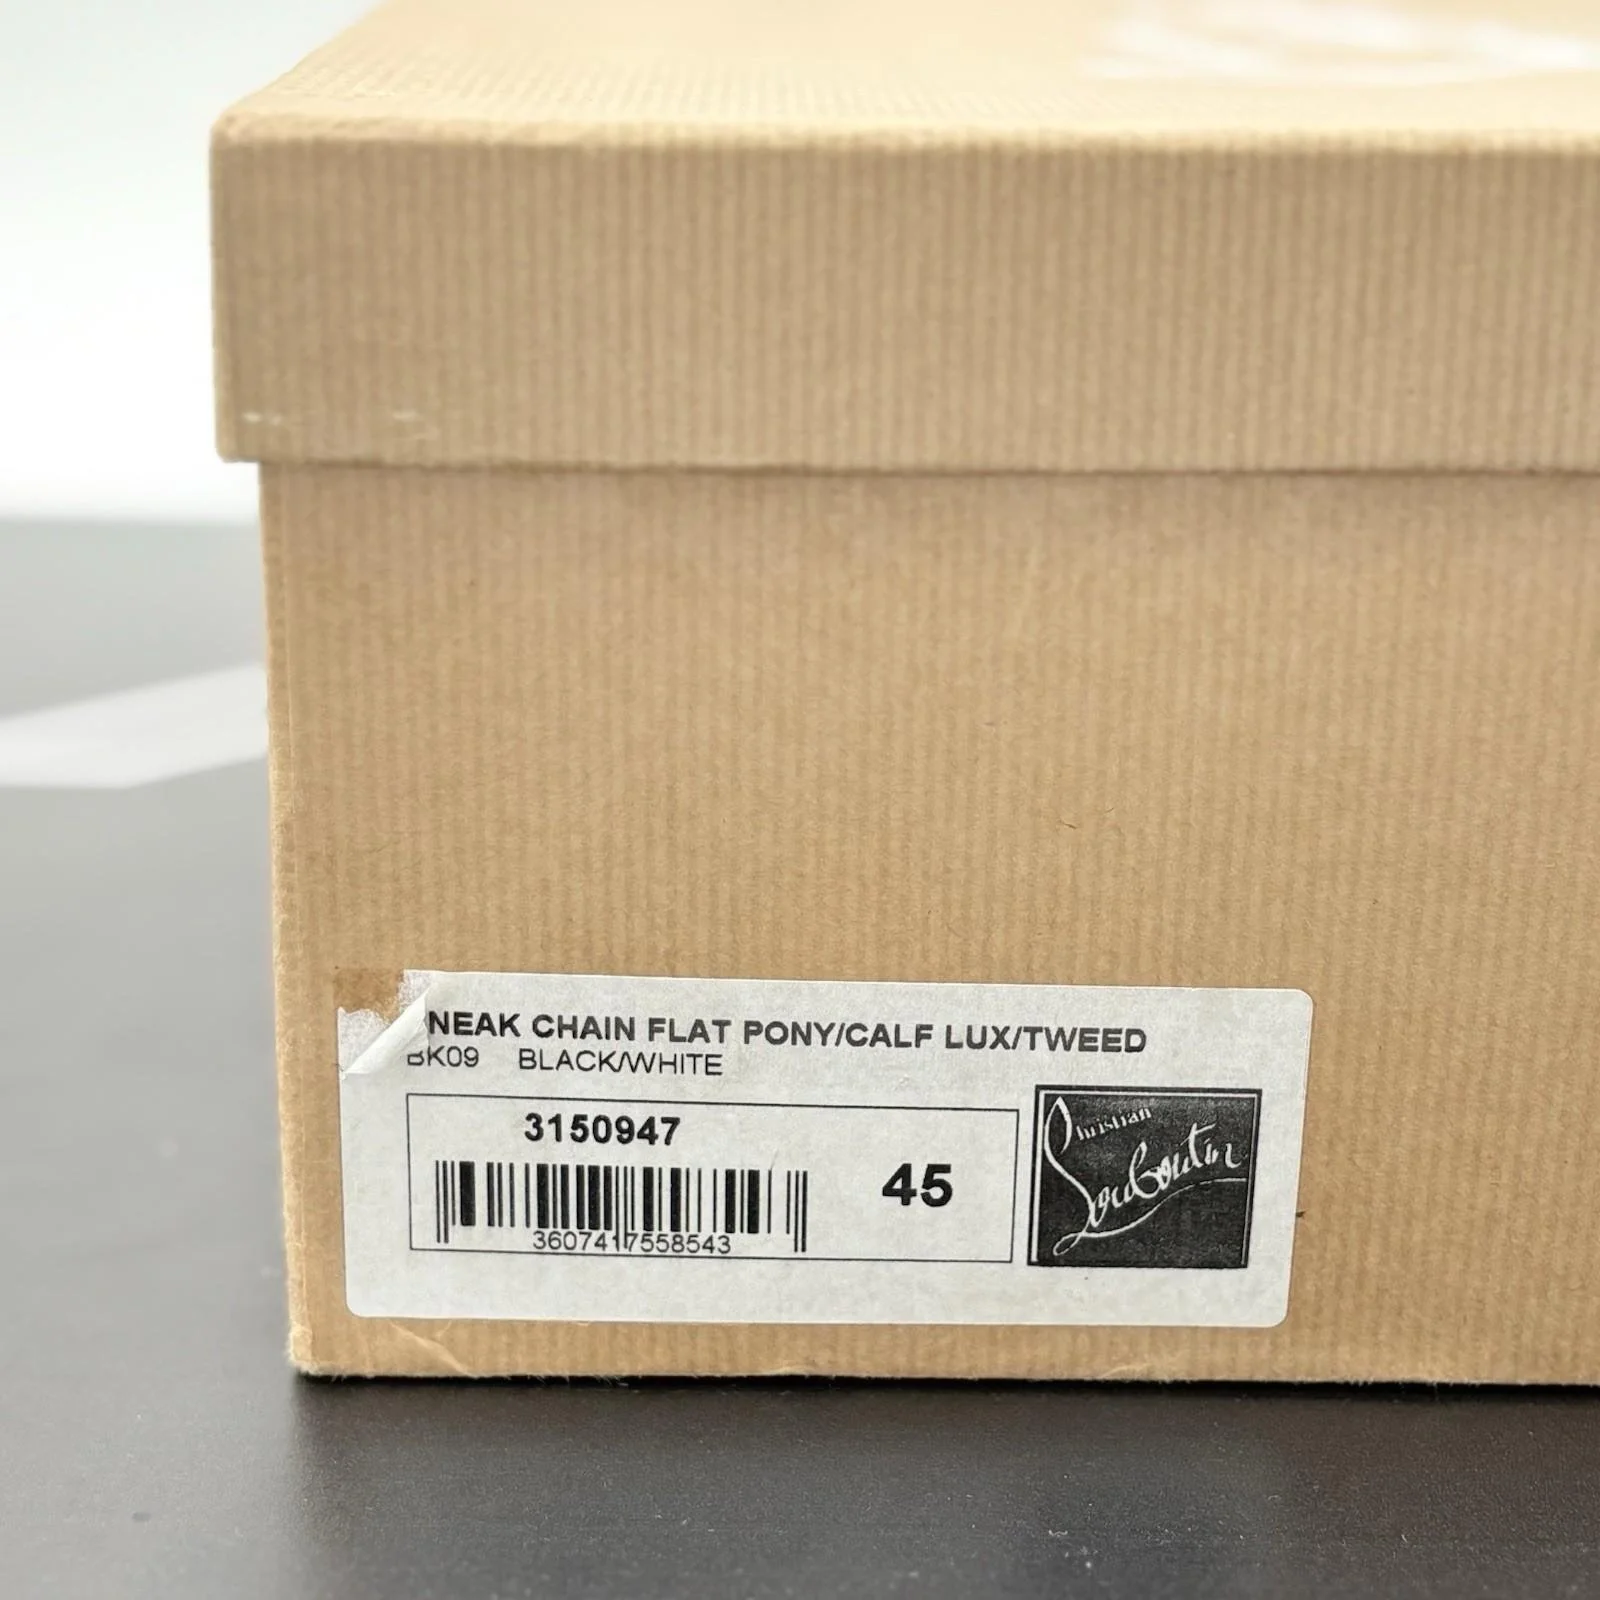 NEAK CHAIN FLAT PONY/CALF LUX/TWEED
BK09 BLACK/WHITE
3150947
45
3607417558543
Christian
Louboutin